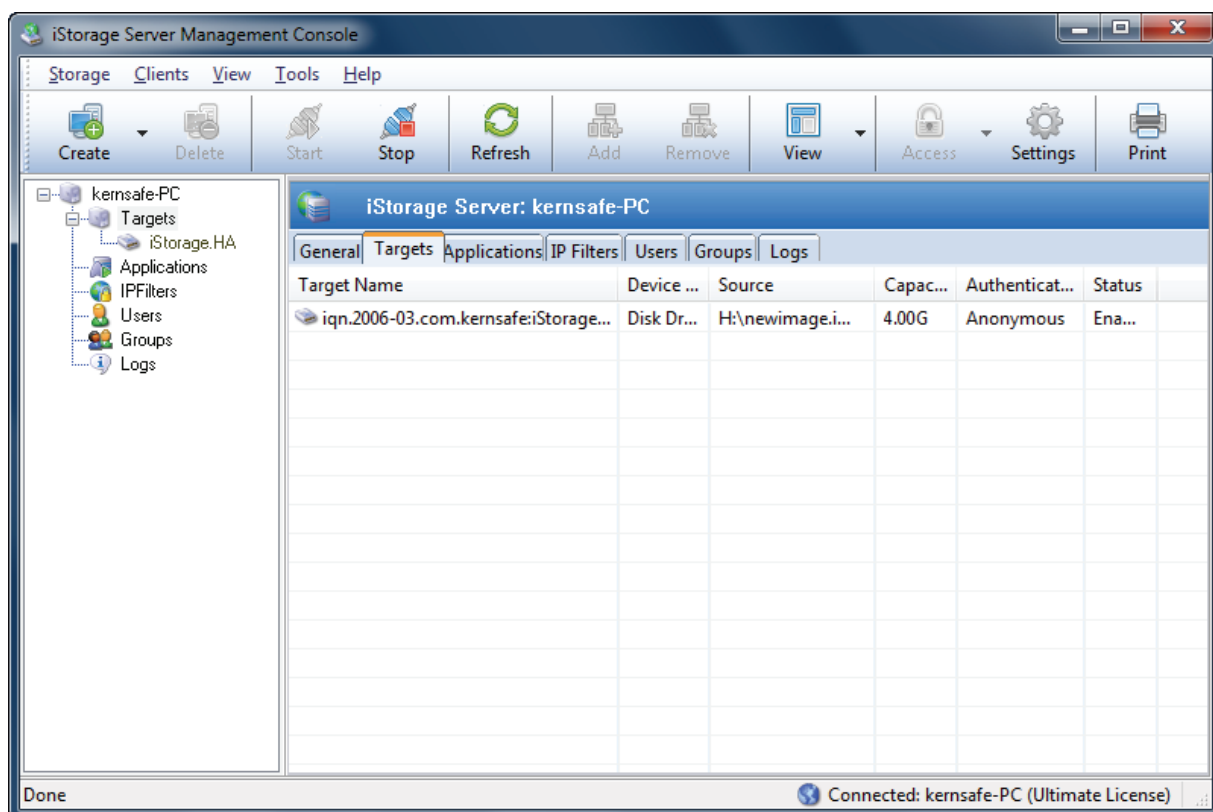 iStorage Server Management Console
Storage Clients View Tools Help
Create Delete Start Stop Refresh Add Remove View Access Settings Print
kernsafe-PC
Targets
iStorage.HA
Applications
IPFilters
Users
Groups
Logs
iStorage Server: kernsafe-PC
General Targets Applications IP Filters Users Groups Logs
Target Name Device ... Source Capac... Authenticat... Status
iqn.2006-03.com.kernsafe:iStorage... Disk Dr... H:\newimage.i... 4.00G Anonymous Ena...
Done Connected: kernsafe-PC (Ultimate License)